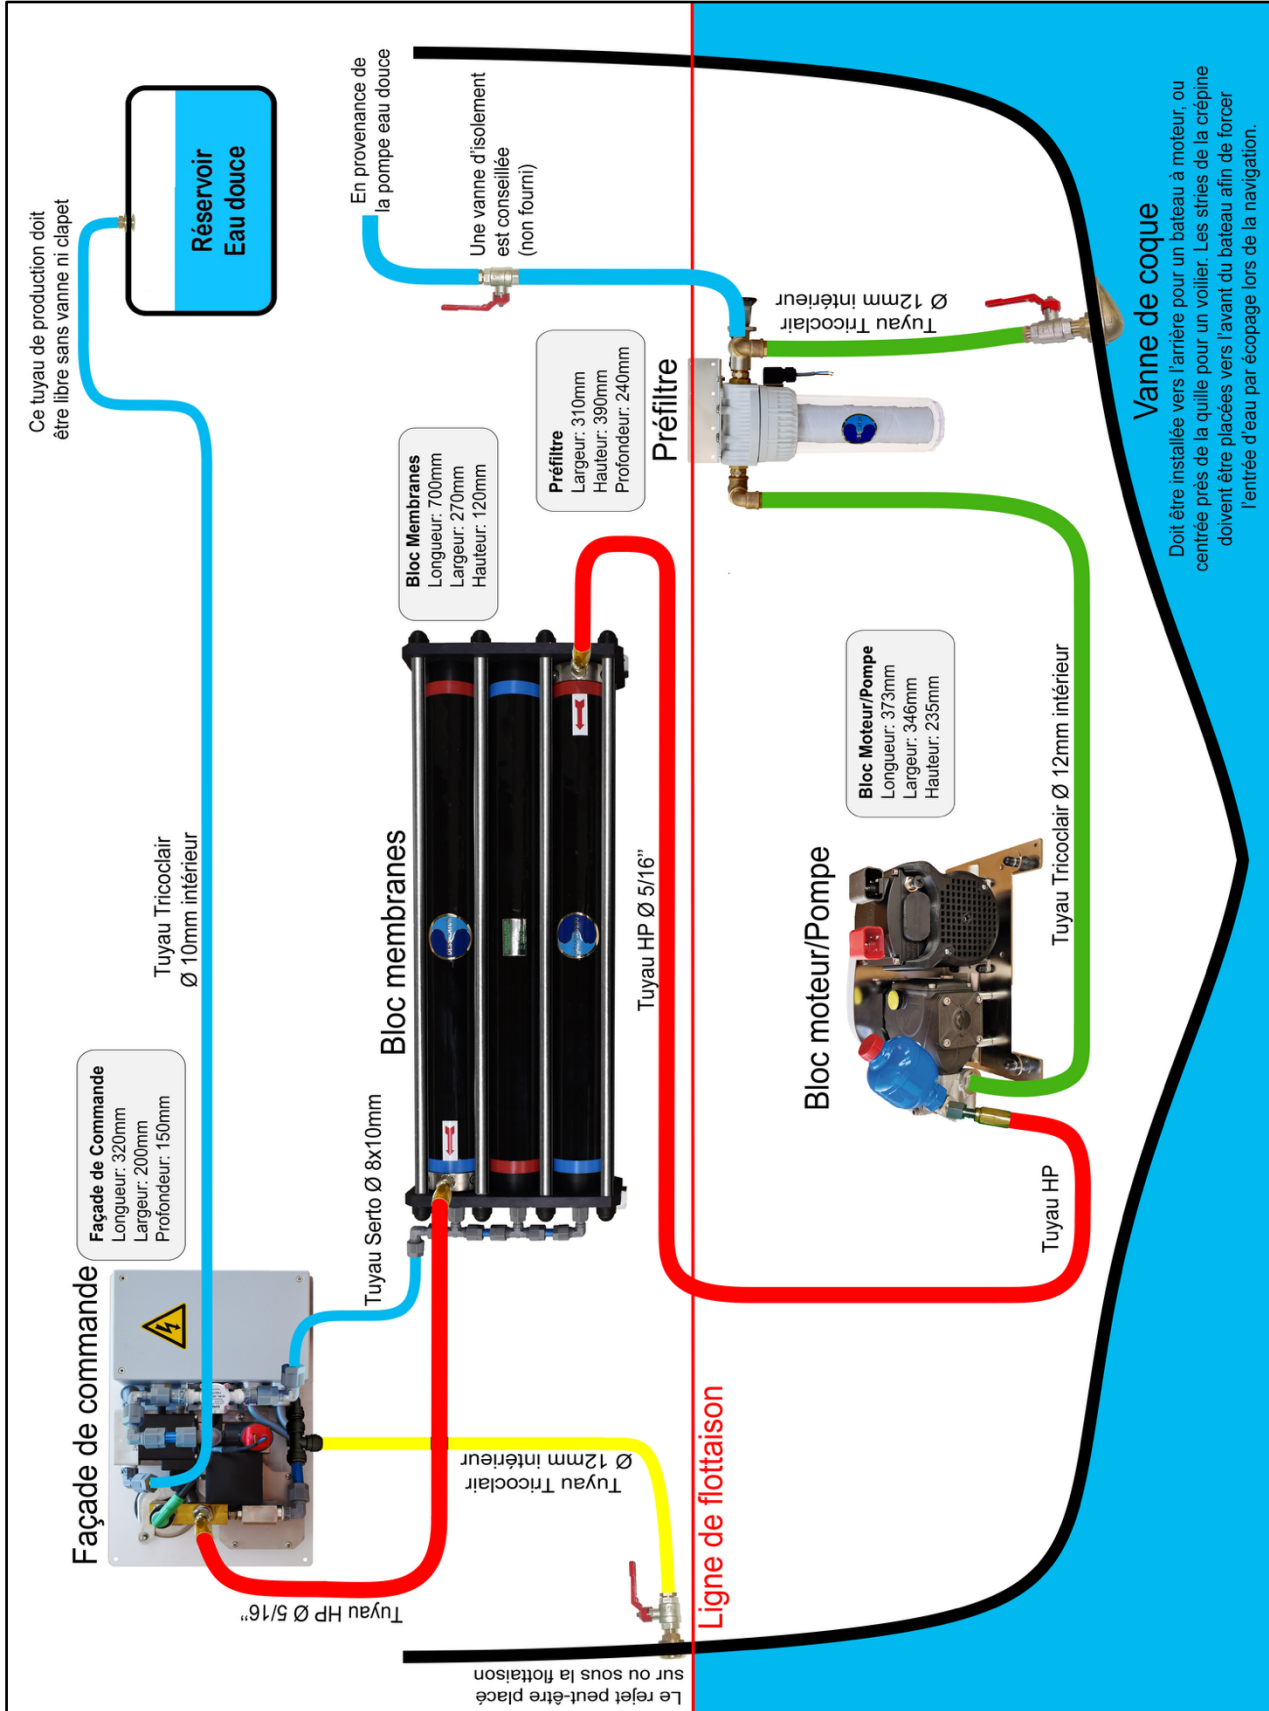 Façade de commande
Façade de Commande
Longueur: 320mm
Largeur: 200mm
Profondeur: 150mm
Tuyau Tricoclair
Ø 10mm intérieur
Ce tuyau de production doit
être libre sans vanne ni clapet
Réservoir
Eau douce
En provenance de
la pompe eau douce
Une vanne d'isolement
est conseillée
(non fourni)
Tuyau HP Ø 5/16”
Tuyau Serto Ø 8x10mm
Bloc membranes
Bloc Membranes
Longueur: 700mm
Largeur: 270mm
Hauteur: 120mm
Préfiltre
Largeur: 310mm
Hauteur: 390mm
Profondeur: 240mm
Préfiltre
Tuyau Tricoclair
Ø 12mm intérieur
Tuyau Tricoclair
Ø 12mm intérieur
Le rejet peut-être placé
sur ou sous la flottaison
Ligne de flottaison
Tuyau HP Ø 5/16”
Bloc moteur/Pompe
Bloc Moteur/Pompe
Longueur: 373mm
Largeur: 346mm
Hauteur: 235mm
Tuyau HP
Tuyau Tricoclair Ø 12mm intérieur
Vanne de coque
Doit être installée vers l'arrière pour un bateau à moteur, ou
centrée près de la quille pour un voilier. Les stries de la crépine
doivent être placées vers l'avant du bateau afin de forcer
l'entrée d'eau par écopage lors de la navigation.